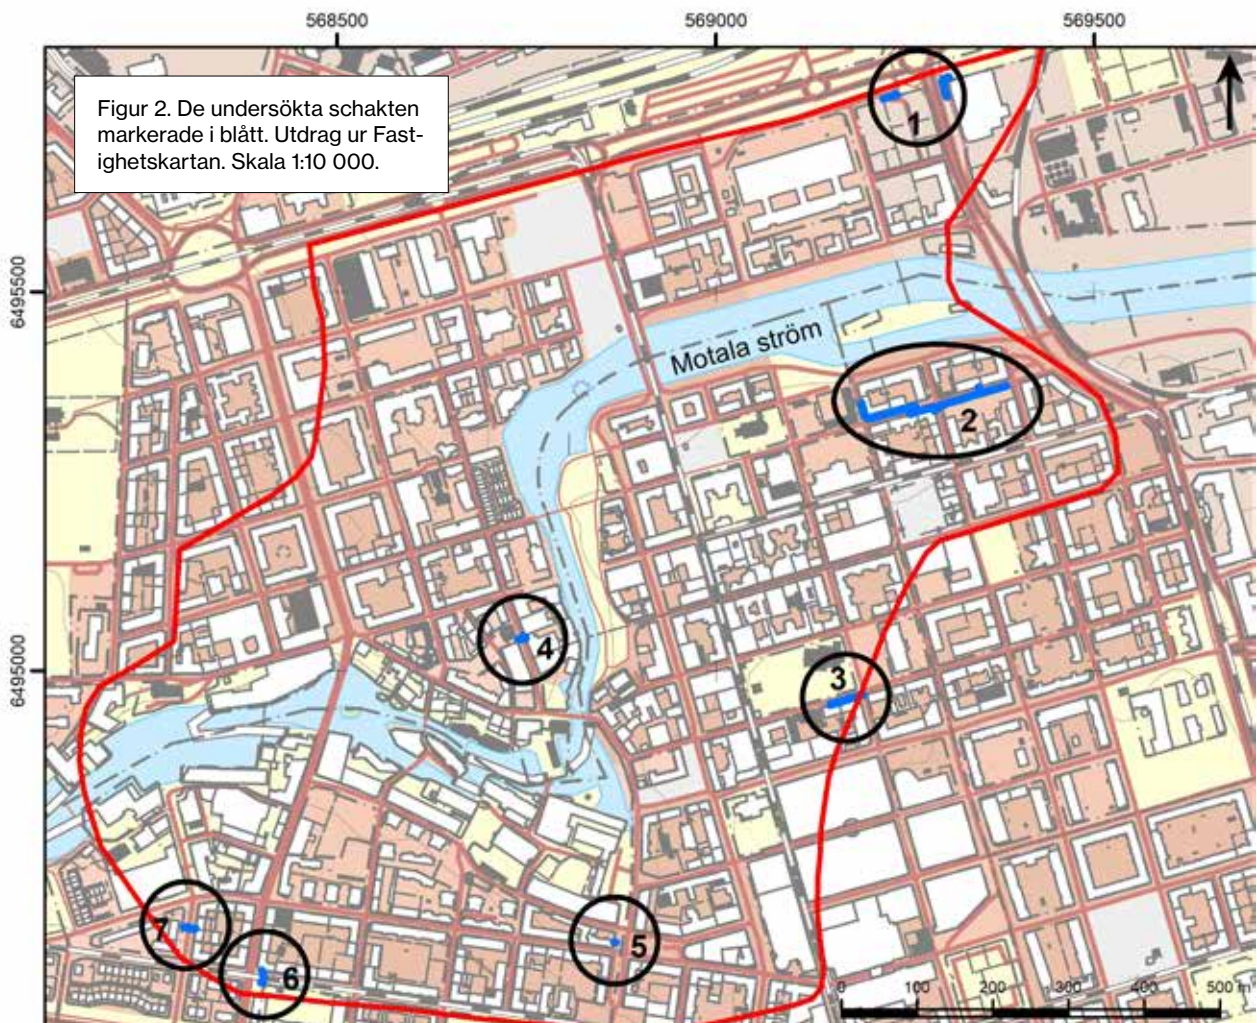 568500
569000
569500
Figur 2. De undersökta schakten
markerade i blått. Utdrag ur Fast-
ighetskartan. Skala 1:10 000.
1
6495500
Motala ström
2
4
6495000
3
7
5
6
0 100 200 300 400 500 m